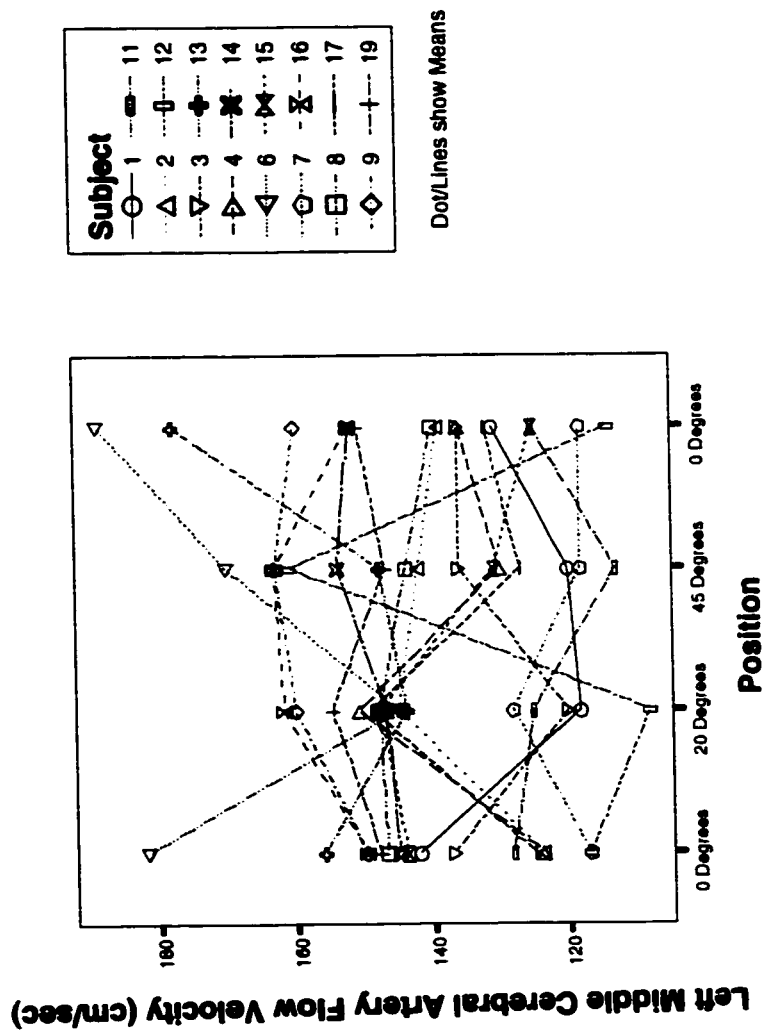 Subject
1 11
2 12
3 13
4 14
6 15
7 16
8 17
9 19
Dot/Lines show Means
Left Middle Cerebral Artery Flow Velocity (cm/sec)
180
160
140
120
0 Degrees 20 Degrees 45 Degrees 0 Degrees
Position